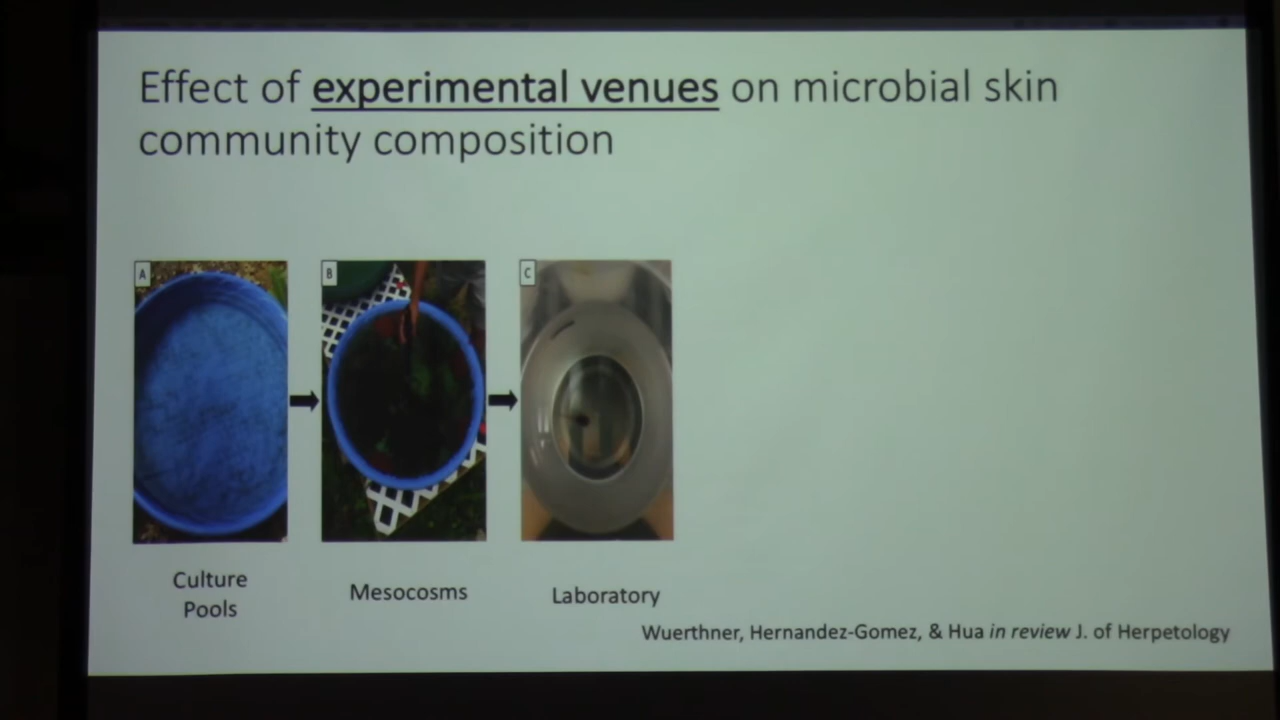 Effect of experimental venues on microbial skin
community composition
A
B
C
Culture
Pools
Mesocosms
Laboratory
Wuerthner, Hernandez-Gomez, & Hua in review J. of Herpetology